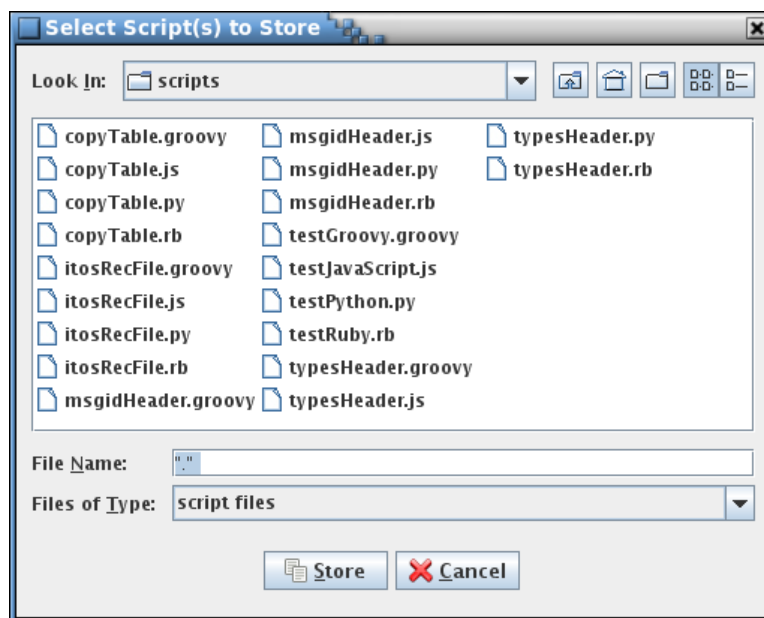 Select Script(s) to Store
Look In: scripts
copyTable.groovy msgidHeader.js typesHeader.py
copyTable.js msgidHeader.py typesHeader.rb
copyTable.py msgidHeader.rb
copyTable.rb testGroovy.groovy
itosRecFile.groovy testJavaScript.js
itosRecFile.js testPython.py
itosRecFile.py testRuby.rb
itosRecFile.rb typesHeader.groovy
msgidHeader.groovy typesHeader.js
File Name: "."
Files of Type: script files
Store Cancel